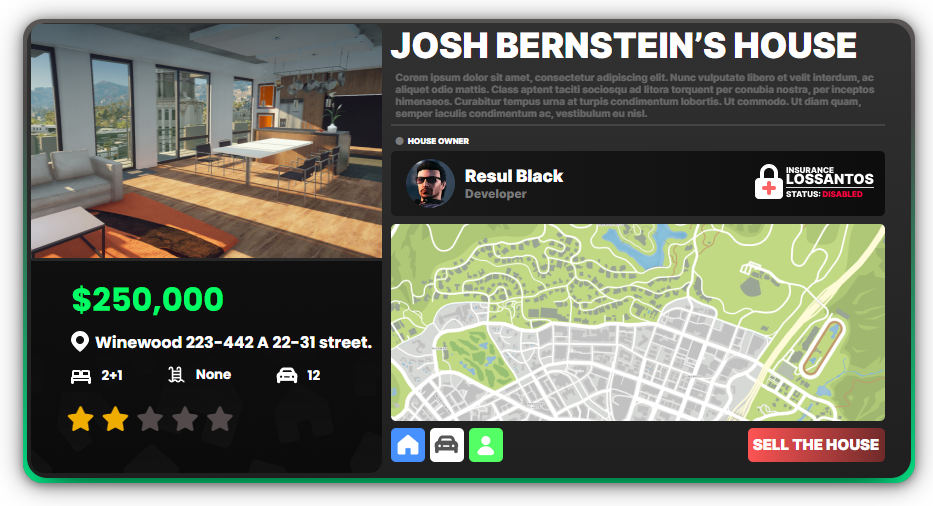 JOSH BERNSTEIN'S HOUSE
Corem ipsum dolor sit amet, consectetur adipiscing elit. Nunc vulputate libero et velit interdum, ac
aliquet odio mattis. Class aptent taciti sociosqu ad litora torquent per conubia nostra, per inceptos
himenaeos. Curabitur tempus urna at turpis condimentum lobortis. Ut commodo. Ut diam quam,
semper iaculis condimentum ac, vestibulum eu nisl.
HOUSE OWNER
Resul Black
Developer
INSURANCE
LOSSANTOS
STATUS: DISABLED
$250,000
Winewood 223-442 A 22-31 street.
2+1
None
12
SELL THE HOUSE